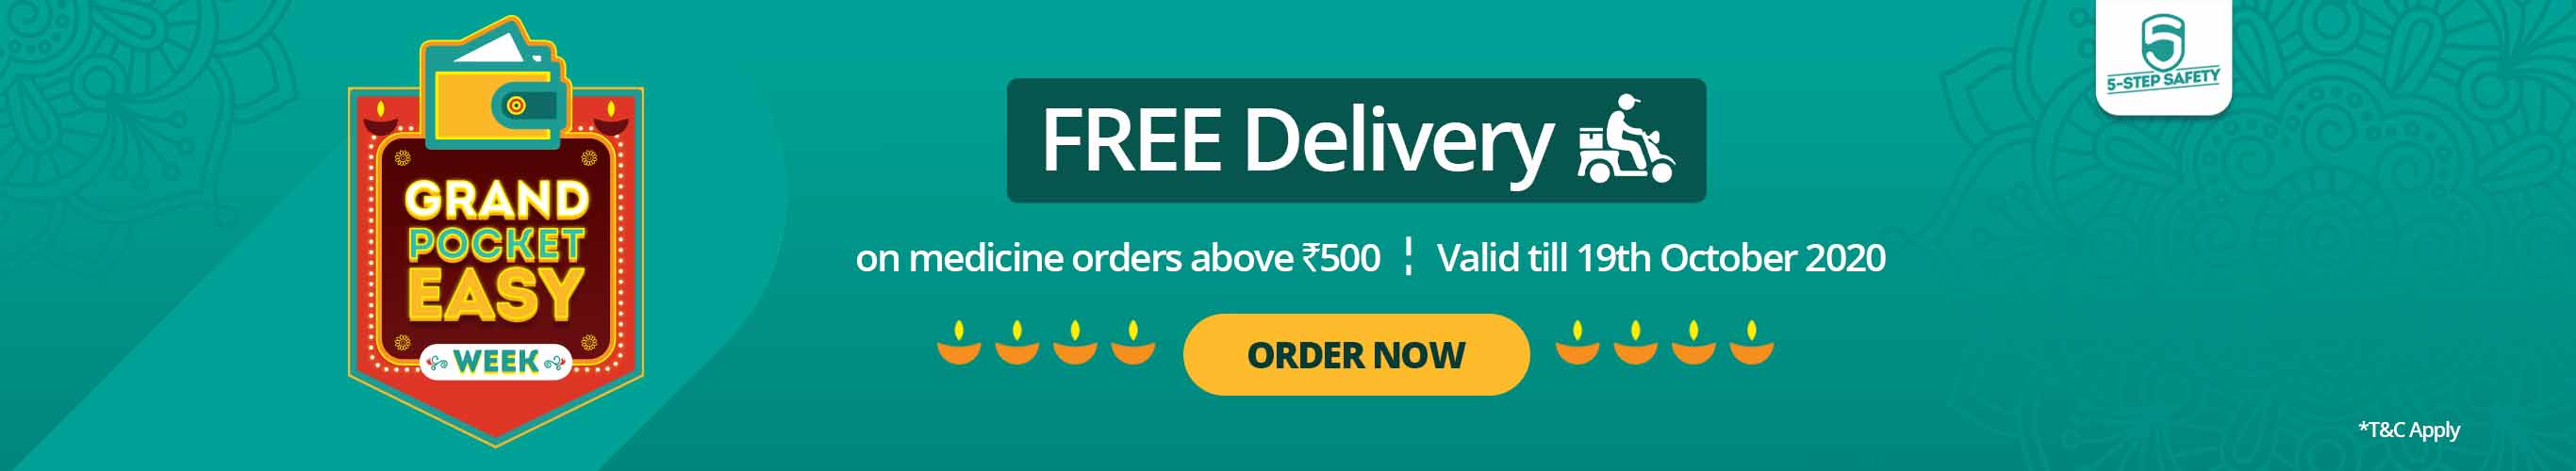 GRAND
POCKET
EASY
WEEK
FREE Delivery
on medicine orders above ₹500 ¦ Valid till 19th October 2020
ORDER NOW
5
5-STEP SAFETY
*T&C Apply